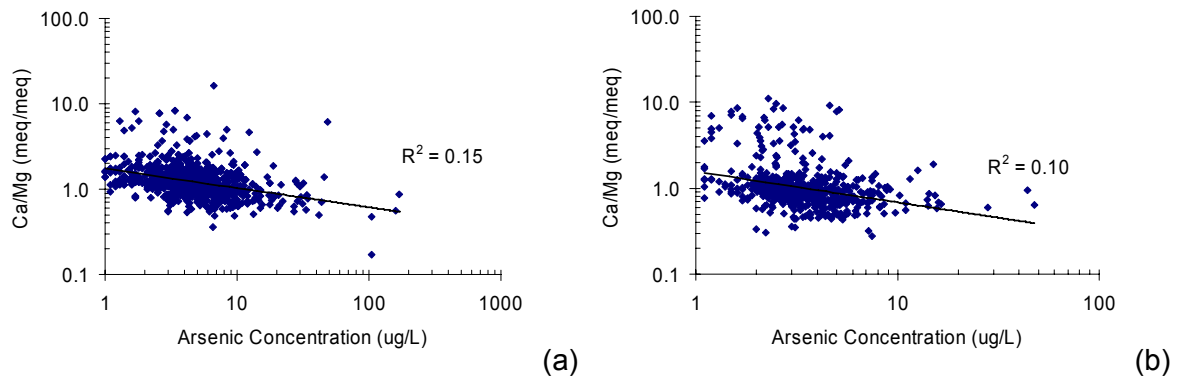 100.0
10.0
1.0
0.1
Ca/Mg (meq/meq)
R² = 0.15
1 10 100 1000
Arsenic Concentration (ug/L)
(a)
100.0
10.0
1.0
0.1
Ca/Mg (meq/meq)
R² = 0.10
1 10 100
Arsenic Concentration (ug/L)
(b)